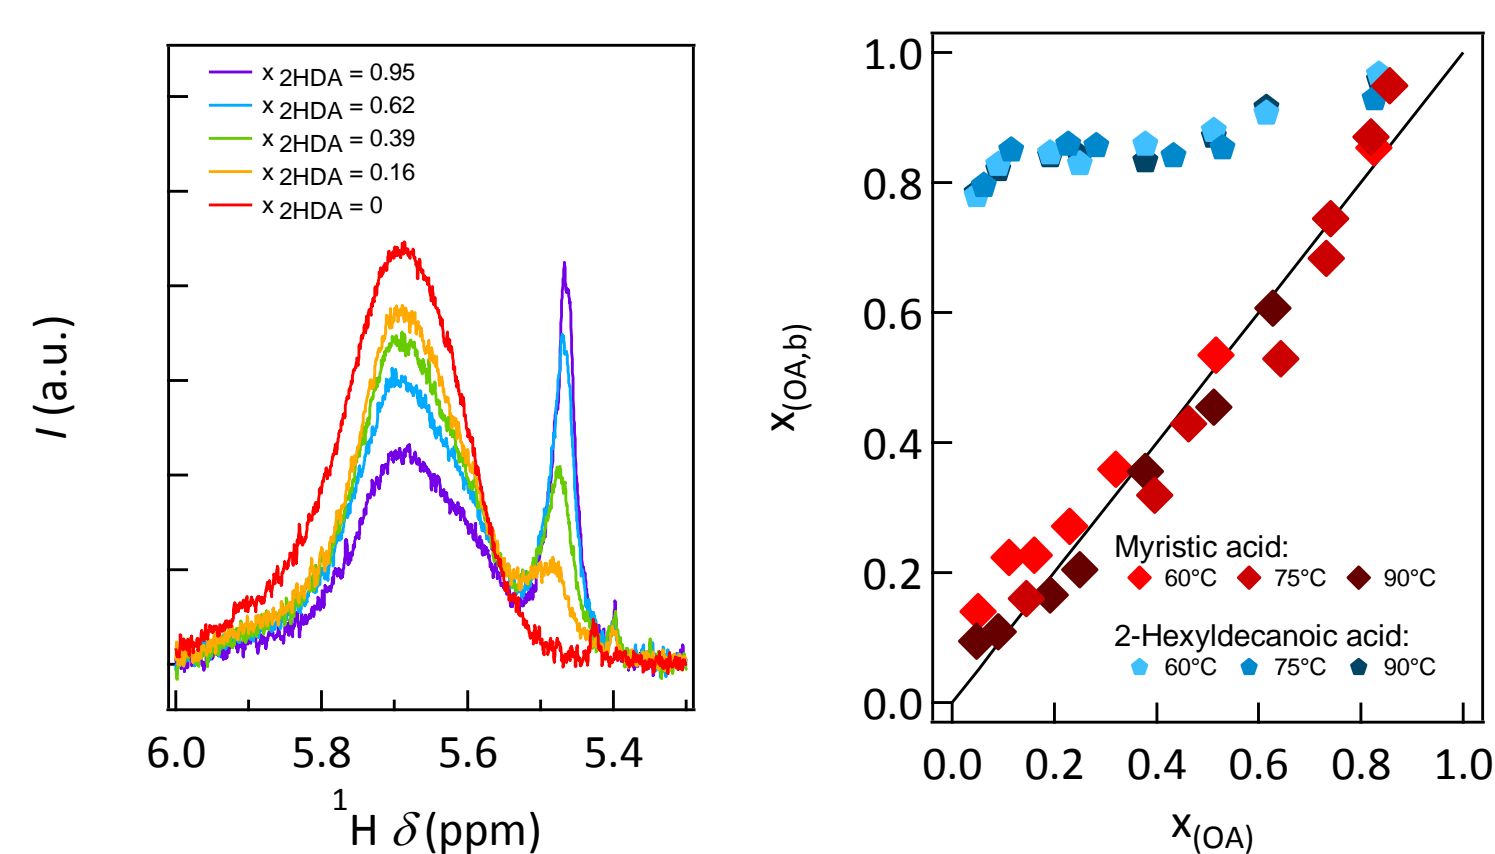 x 2HDA = 0.95
x 2HDA = 0.62
x 2HDA = 0.39
x 2HDA = 0.16
x 2HDA = 0
I (a.u.)
6.0 5.8 5.6 5.4
1H δ (ppm)
1.0
0.8
0.6
0.4
0.2
0.0
x(OA,b)
Myristic acid:
60°C 75°C 90°C
2-Hexyldecanoic acid:
60°C 75°C 90°C
0.0 0.2 0.4 0.6 0.8 1.0
x(OA)